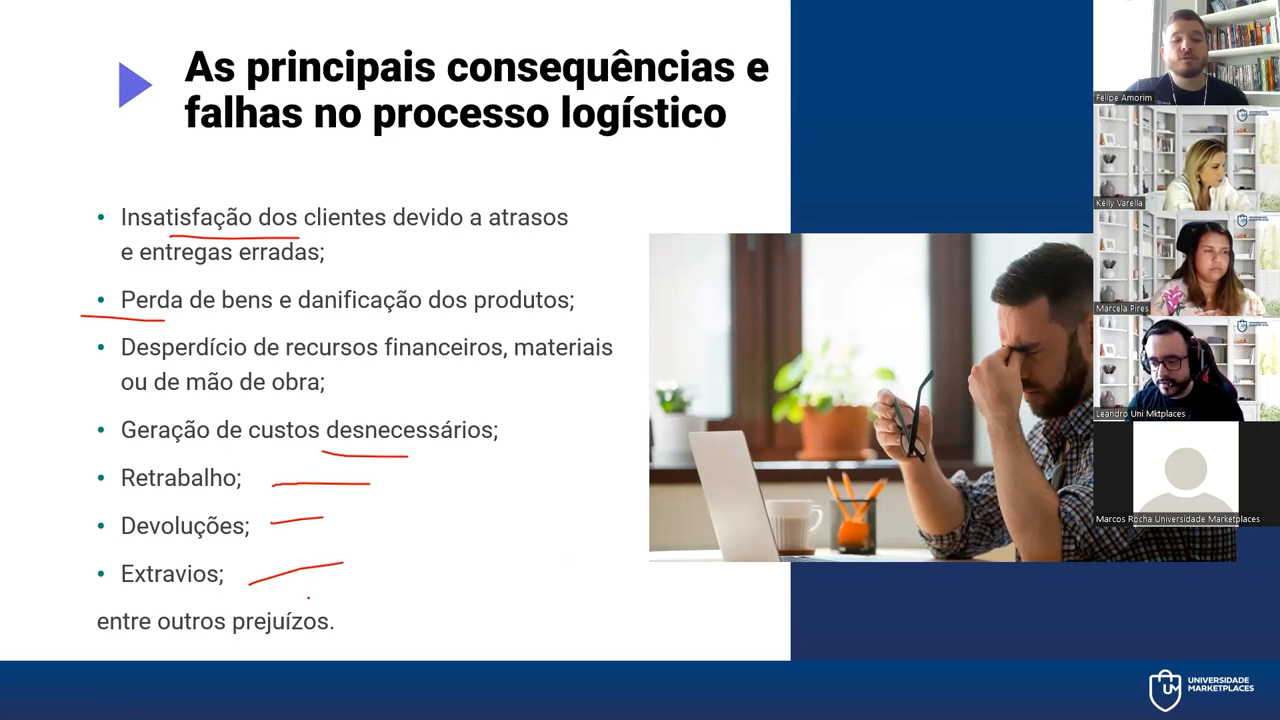 As principais consequências e
falhas no processo logístico
• Insatisfação dos clientes devido a atrasos
e entregas erradas;
• Perda de bens e danificação dos produtos;
• Desperdício de recursos financeiros, materiais
ou de mão de obra;
• Geração de custos desnecessários;
• Retrabalho;
• Devoluções;
• Extravios;
entre outros prejuízos.
Felipe Amorim
Kelly Varella
Marcela Pires
Leandro Uni Mktplaces
Marcos Rocha Universidade Marketplaces
UM
UNIVERSIDADE
MARKETPLACES